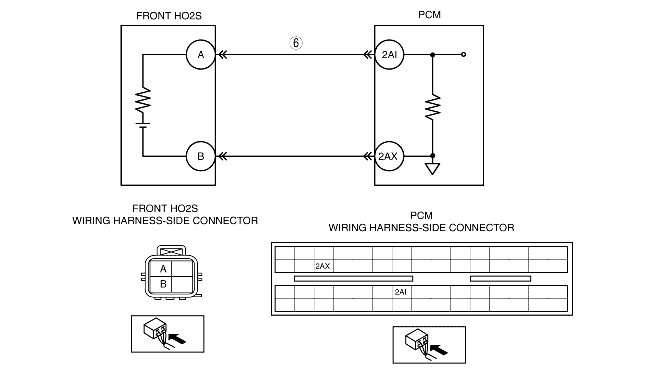 FRONT HO2S
PCM
6
A
2AI
B
2AX
FRONT HO2S
WIRING HARNESS-SIDE CONNECTOR
PCM
WIRING HARNESS-SIDE CONNECTOR
A
B
2AX
2AI